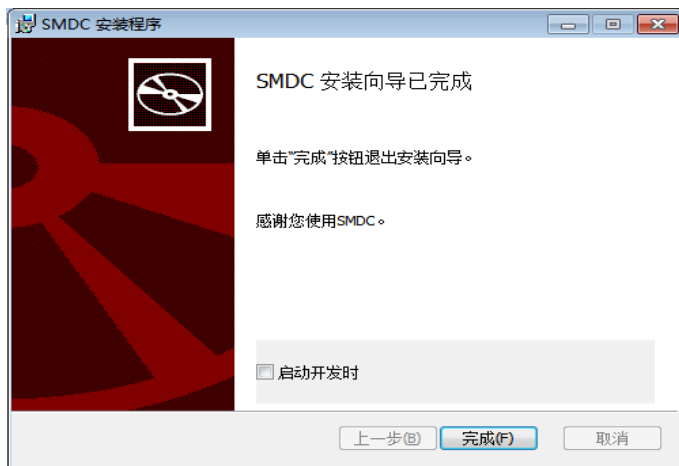 SMDC 安装程序
SMDC 安装向导已完成
单击"完成"按钮退出安装向导。
感谢您使用SMDC。
启动开发时
上一步(B) 完成(F) 取消